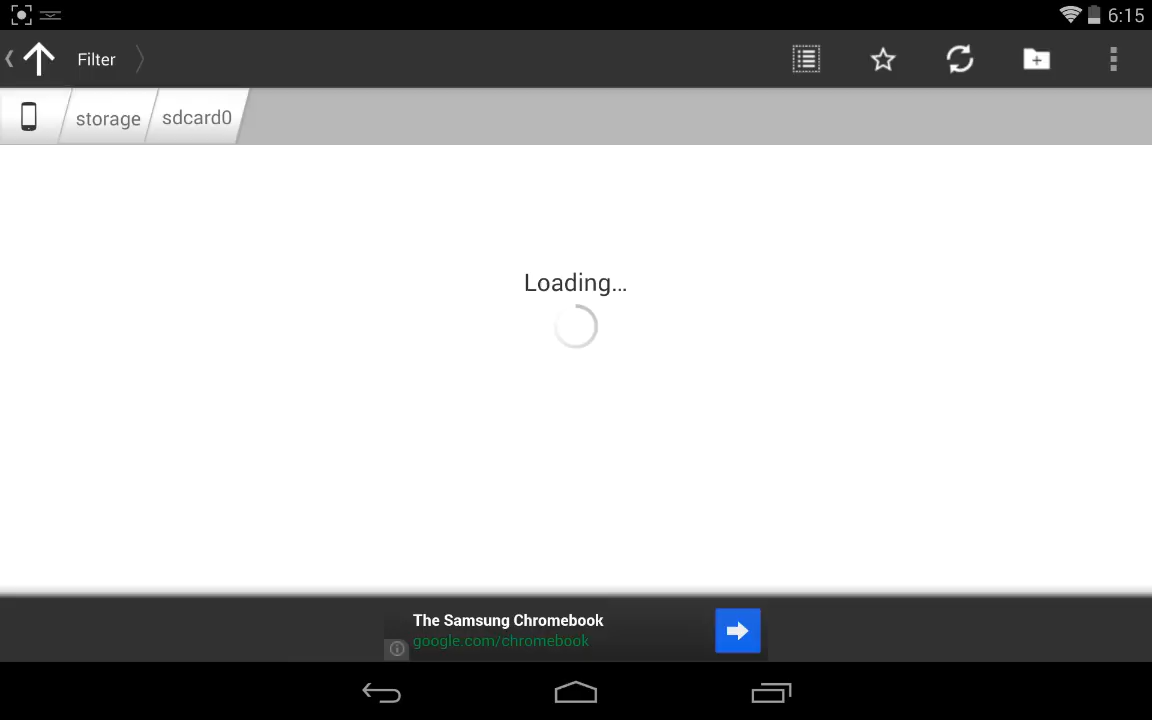 6:15
Filter
storage
sdcard0
Loading...
The Samsung Chromebook
google.com/chromebook